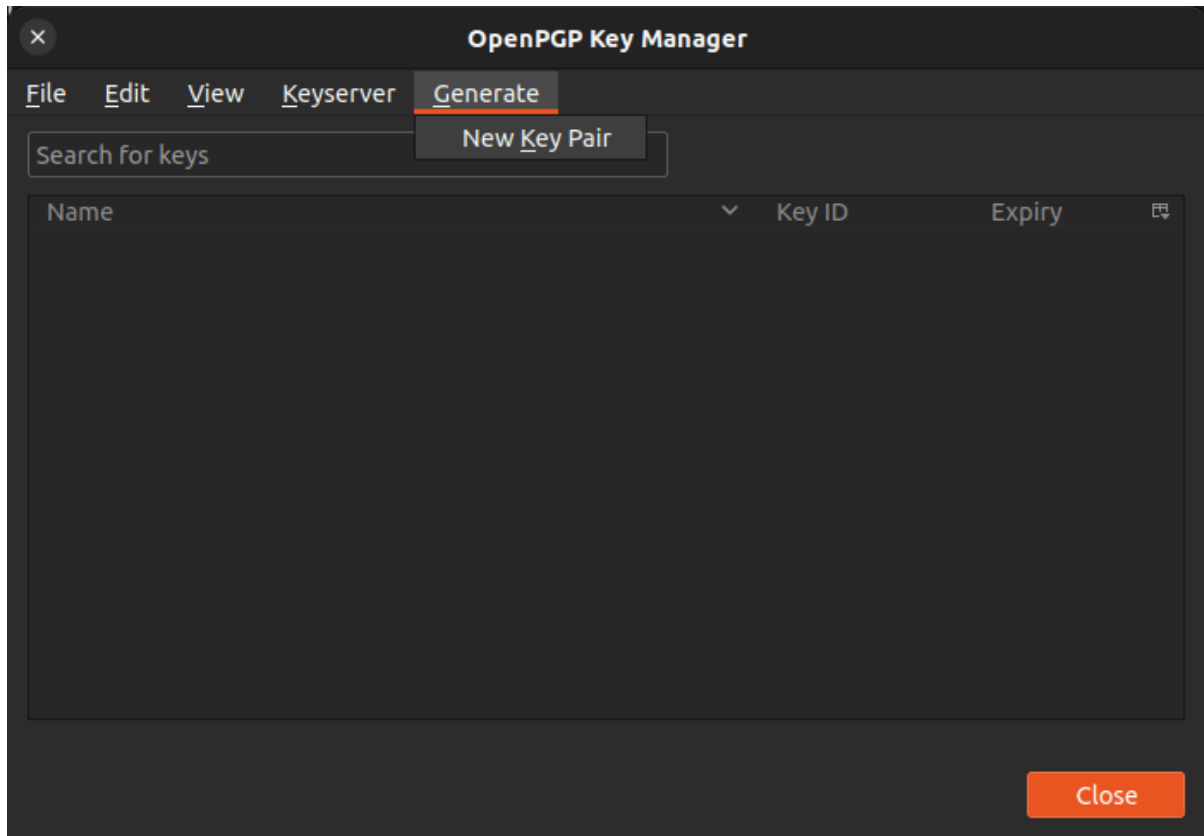 OpenPGP Key Manager
File Edit View Keyserver Generate
New Key Pair
Search for keys
Name Key ID Expiry
Close